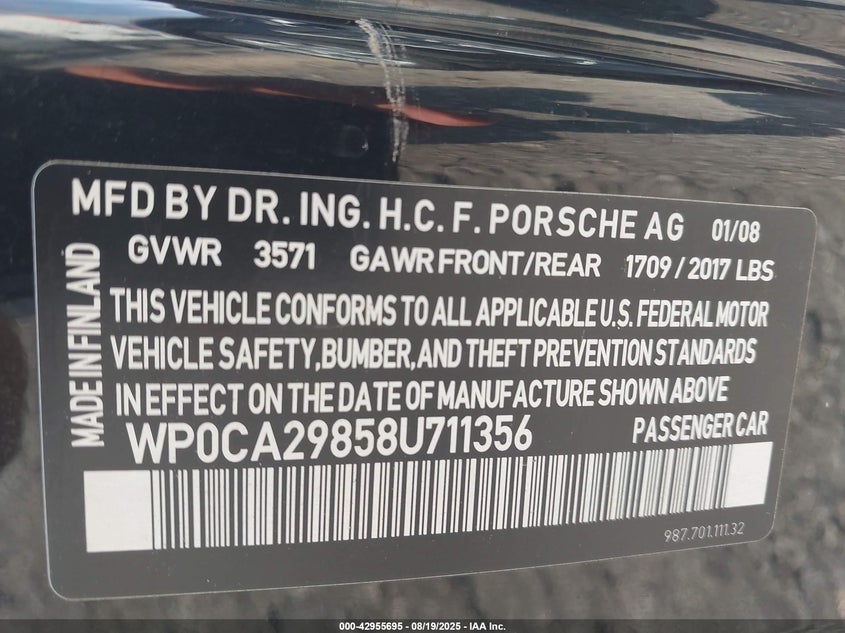 MFD BY DR. ING. H.C. F. PORSCHE AG 01/08
GVWR 3571 GAWR FRONT/REAR 1709 / 2017 LBS
MADE IN FINLAND
THIS VEHICLE CONFORMS TO ALL APPLICABLE U.S. FEDERAL MOTOR
VEHICLE SAFETY, BUMBER, AND THEFT PREVENTION STANDARDS
IN EFFECT ON THE DATE OF MANUFACTURE SHOWN ABOVE
WP0CA29858U711356 PASSENGER CAR
987.701.111.32
000-42955695 - 08/19/2025 - IAA Inc.